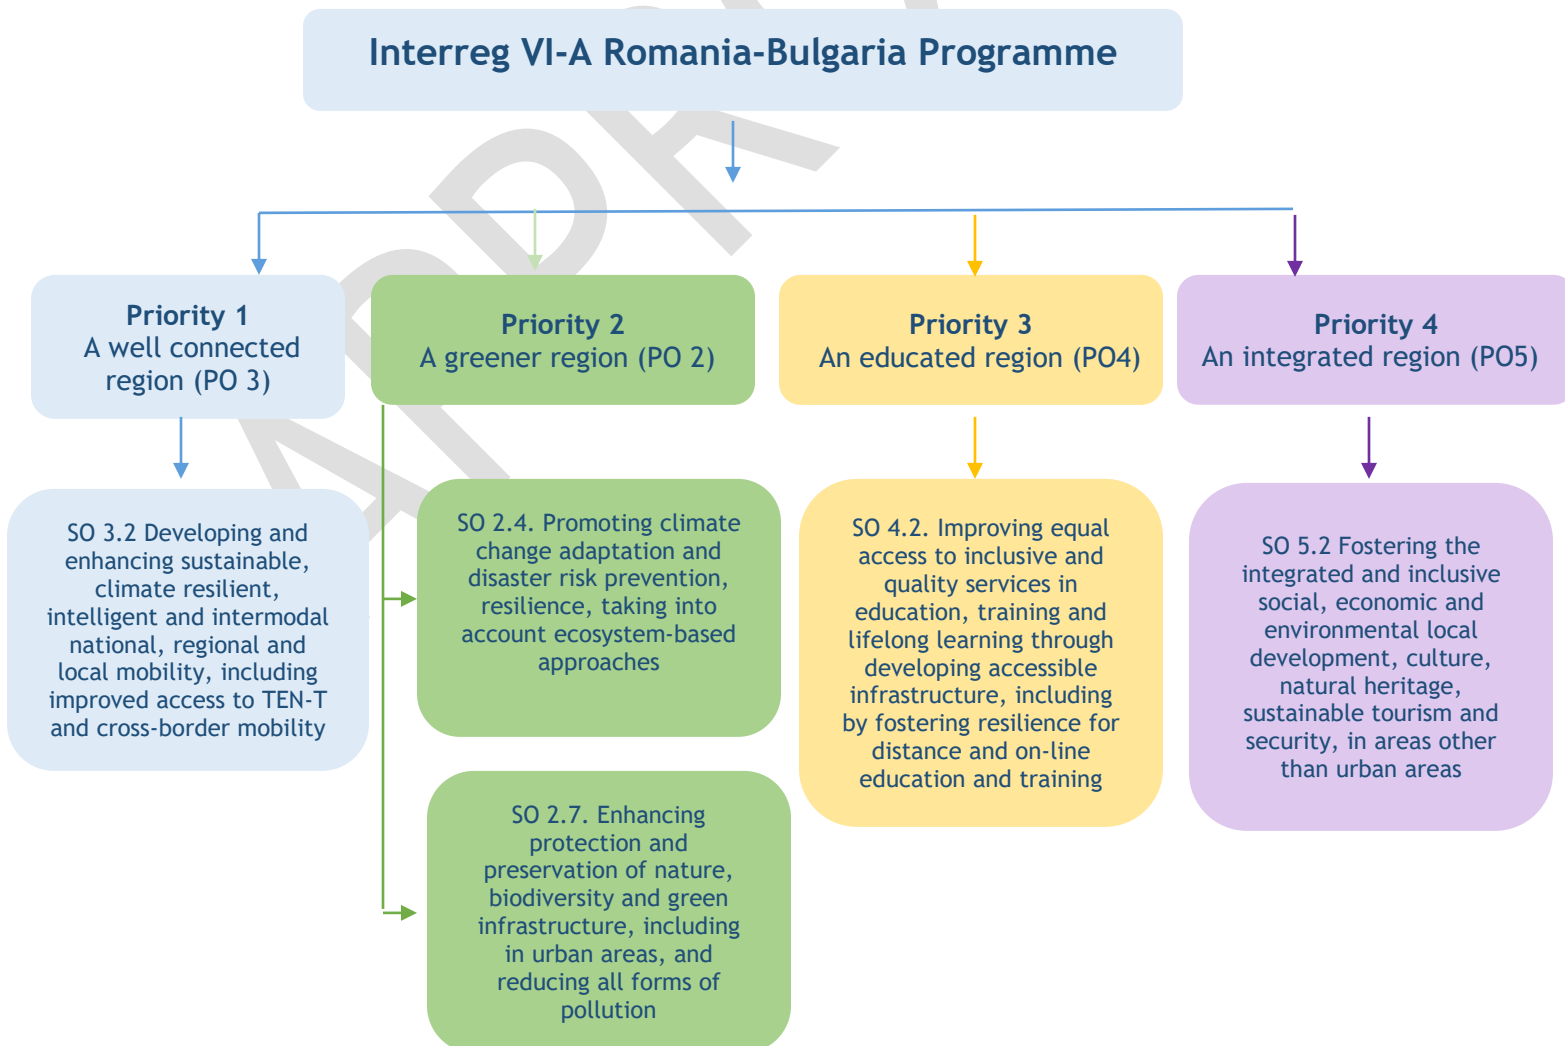 Interreg VI-A Romania-Bulgaria Programme
Priority 1
A well connected
region (PO 3)
Priority 2
A greener region (PO 2)
Priority 3
An educated region (PO4)
Priority 4
An integrated region (PO5)
SO 3.2 Developing and
enhancing sustainable,
climate resilient,
intelligent and intermodal
national, regional and
local mobility, including
improved access to TEN-T
and cross-border mobility
SO 2.4. Promoting climate
change adaptation and
disaster risk prevention,
resilience, taking into
account ecosystem-based
approaches
SO 2.7. Enhancing
protection and
preservation of nature,
biodiversity and green
infrastructure, including
in urban areas, and
reducing all forms of
pollution
SO 4.2. Improving equal
access to inclusive and
quality services in
education, training and
lifelong learning through
developing accessible
infrastructure, including
by fostering resilience for
distance and on-line
education and training
SO 5.2 Fostering the
integrated and inclusive
social, economic and
environmental local
development, culture,
natural heritage,
sustainable tourism and
security, in areas other
than urban areas